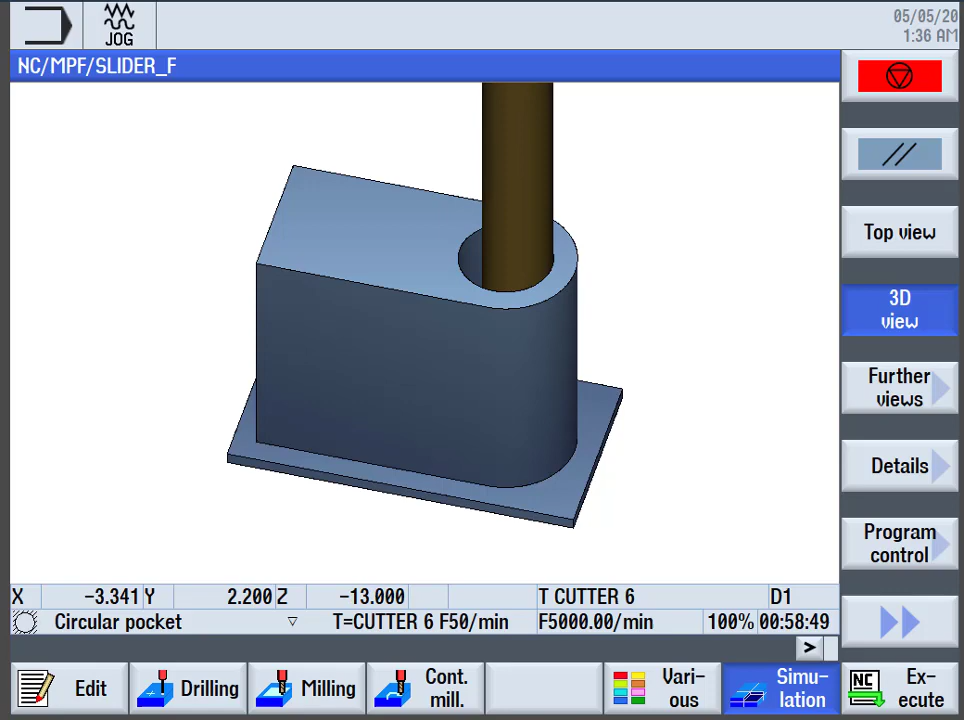 JOG
05/05/20
1:36 AM
NC/MPF/SLIDER_F
Top view
3D
view
Further
views
Details
Program
control
X -3.341 Y 2.200 Z -13.000 T CUTTER 6 D1
Circular pocket T=CUTTER 6 F50/min F5000.00/min 100% 00:58:49
>
Edit
Drilling
Milling
Cont.
mill.
Vari-
ous
Simu-
lation
NC
Ex-
ecute